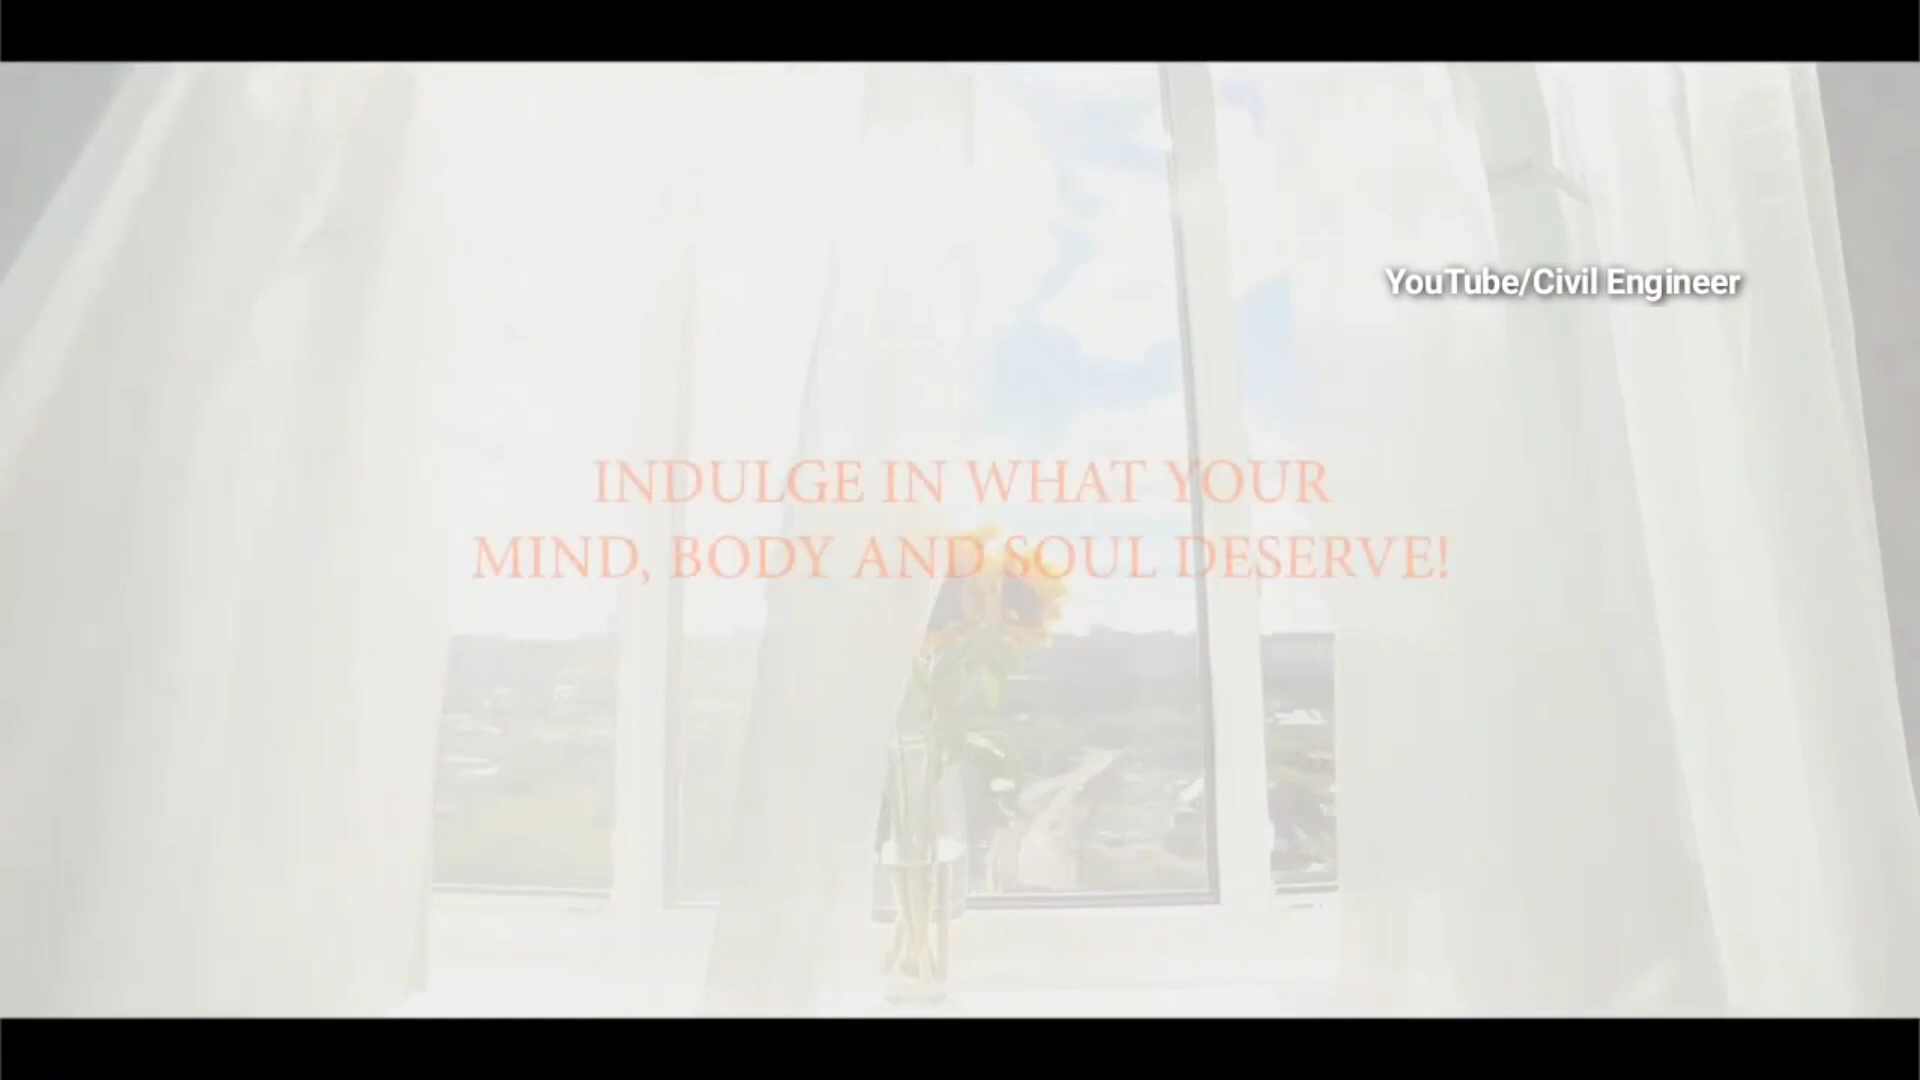 YouTube/Civil Engineer
INDULGE IN WHAT YOUR
MIND, BODY AND SOUL DESERVE!